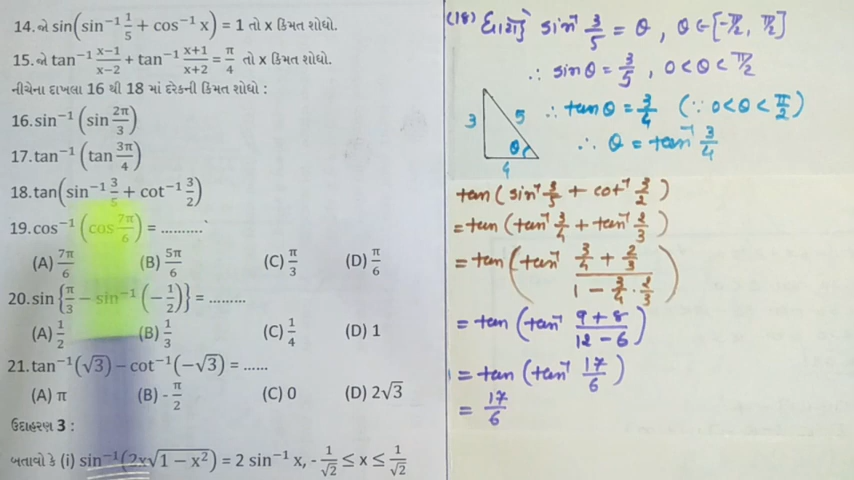 14. જો sin(sin⁻¹ 1/5 + cos⁻¹ x) = 1 તો x કિંમત શોધો.
15. જો tan⁻¹ (x−1)/(x−2) + tan⁻¹ (x+1)/(x+2) = π/4 તો x કિંમત શોધો.
નીચેના દાખલા 16 થી 18 માં દરેકની કિંમત શોધો :
16. sin⁻¹ (sin 2π/3)
17. tan⁻¹ (tan 3π/4)
18. tan(sin⁻¹ 3/5 + cot⁻¹ 3/2)
19. cos⁻¹ (cos 7π/6) = ..........
(A) 7π/6 (B) 5π/6 (C) π/3 (D) π/6
20. sin {π/3 − sin⁻¹ (−1/2)} = .........
(A) 1/2 (B) 1/3 (C) 1/4 (D) 1
21. tan⁻¹(√3) − cot⁻¹(−√3) = ......
(A) π (B) -π/2 (C) 0 (D) 2√3
ઉદાહરણ 3 :
બતાવો કે (i) sin⁻¹(2x√(1 − x²)) = 2 sin⁻¹ x, -1/√2 ≤ x ≤ 1/√2
(18) ધારો કે sin⁻¹ 3/5 = θ , θ ∈ [-π/2, π/2]
∴ sinθ = 3/5 , 0 < θ < π/2
3 5 θ 4
∴ tanθ = 3/4 (∵ 0 < θ < π/2)
∴ θ = tan⁻¹ 3/4
tan(sin⁻¹ 3/5 + cot⁻¹ 3/2)
= tan(tan⁻¹ 3/4 + tan⁻¹ 2/3)
= tan(tan⁻¹ (3/4 + 2/3)/(1 − 3/4 · 2/3))
= tan(tan⁻¹ (9 + 8)/(12 − 6))
= tan(tan⁻¹ 17/6)
= 17/6